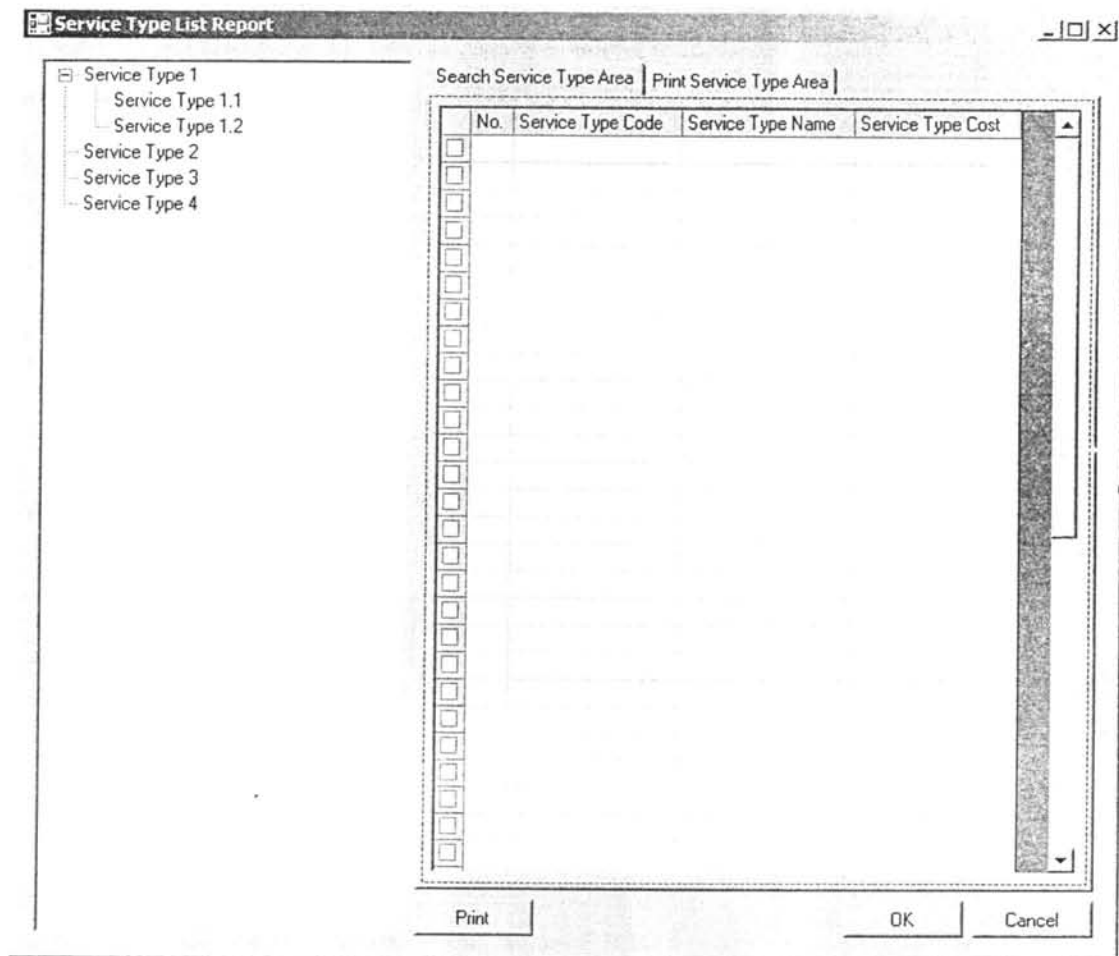 Service Type List Report
Service Type 1
Service Type 1.1
Service Type 1.2
Service Type 2
Service Type 3
Service Type 4
Search Service Type Area Print Service Type Area
No. Service Type Code Service Type Name Service Type Cost
Print OK Cancel